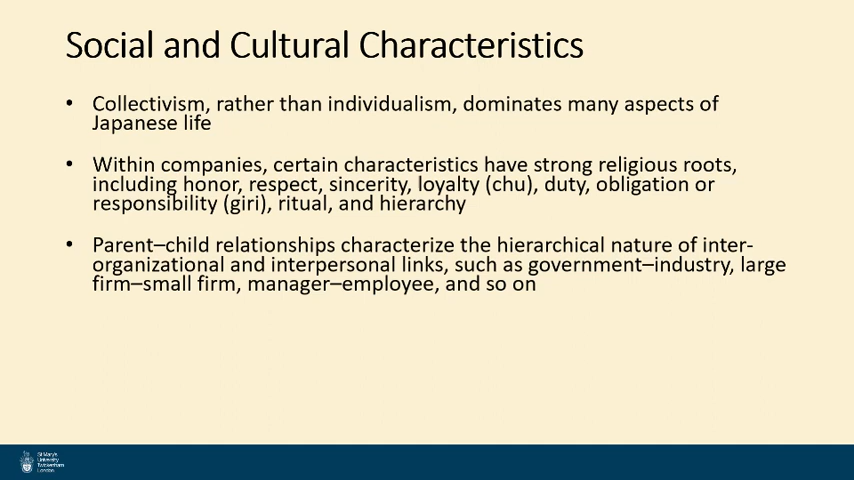 Social and Cultural Characteristics
• Collectivism, rather than individualism, dominates many aspects of
Japanese life
• Within companies, certain characteristics have strong religious roots,
including honor, respect, sincerity, loyalty (chu), duty, obligation or
responsibility (giri), ritual, and hierarchy
• Parent–child relationships characterize the hierarchical nature of inter-
organizational and interpersonal links, such as government–industry, large
firm–small firm, manager–employee, and so on
St Mary's
University
Twickenham
London